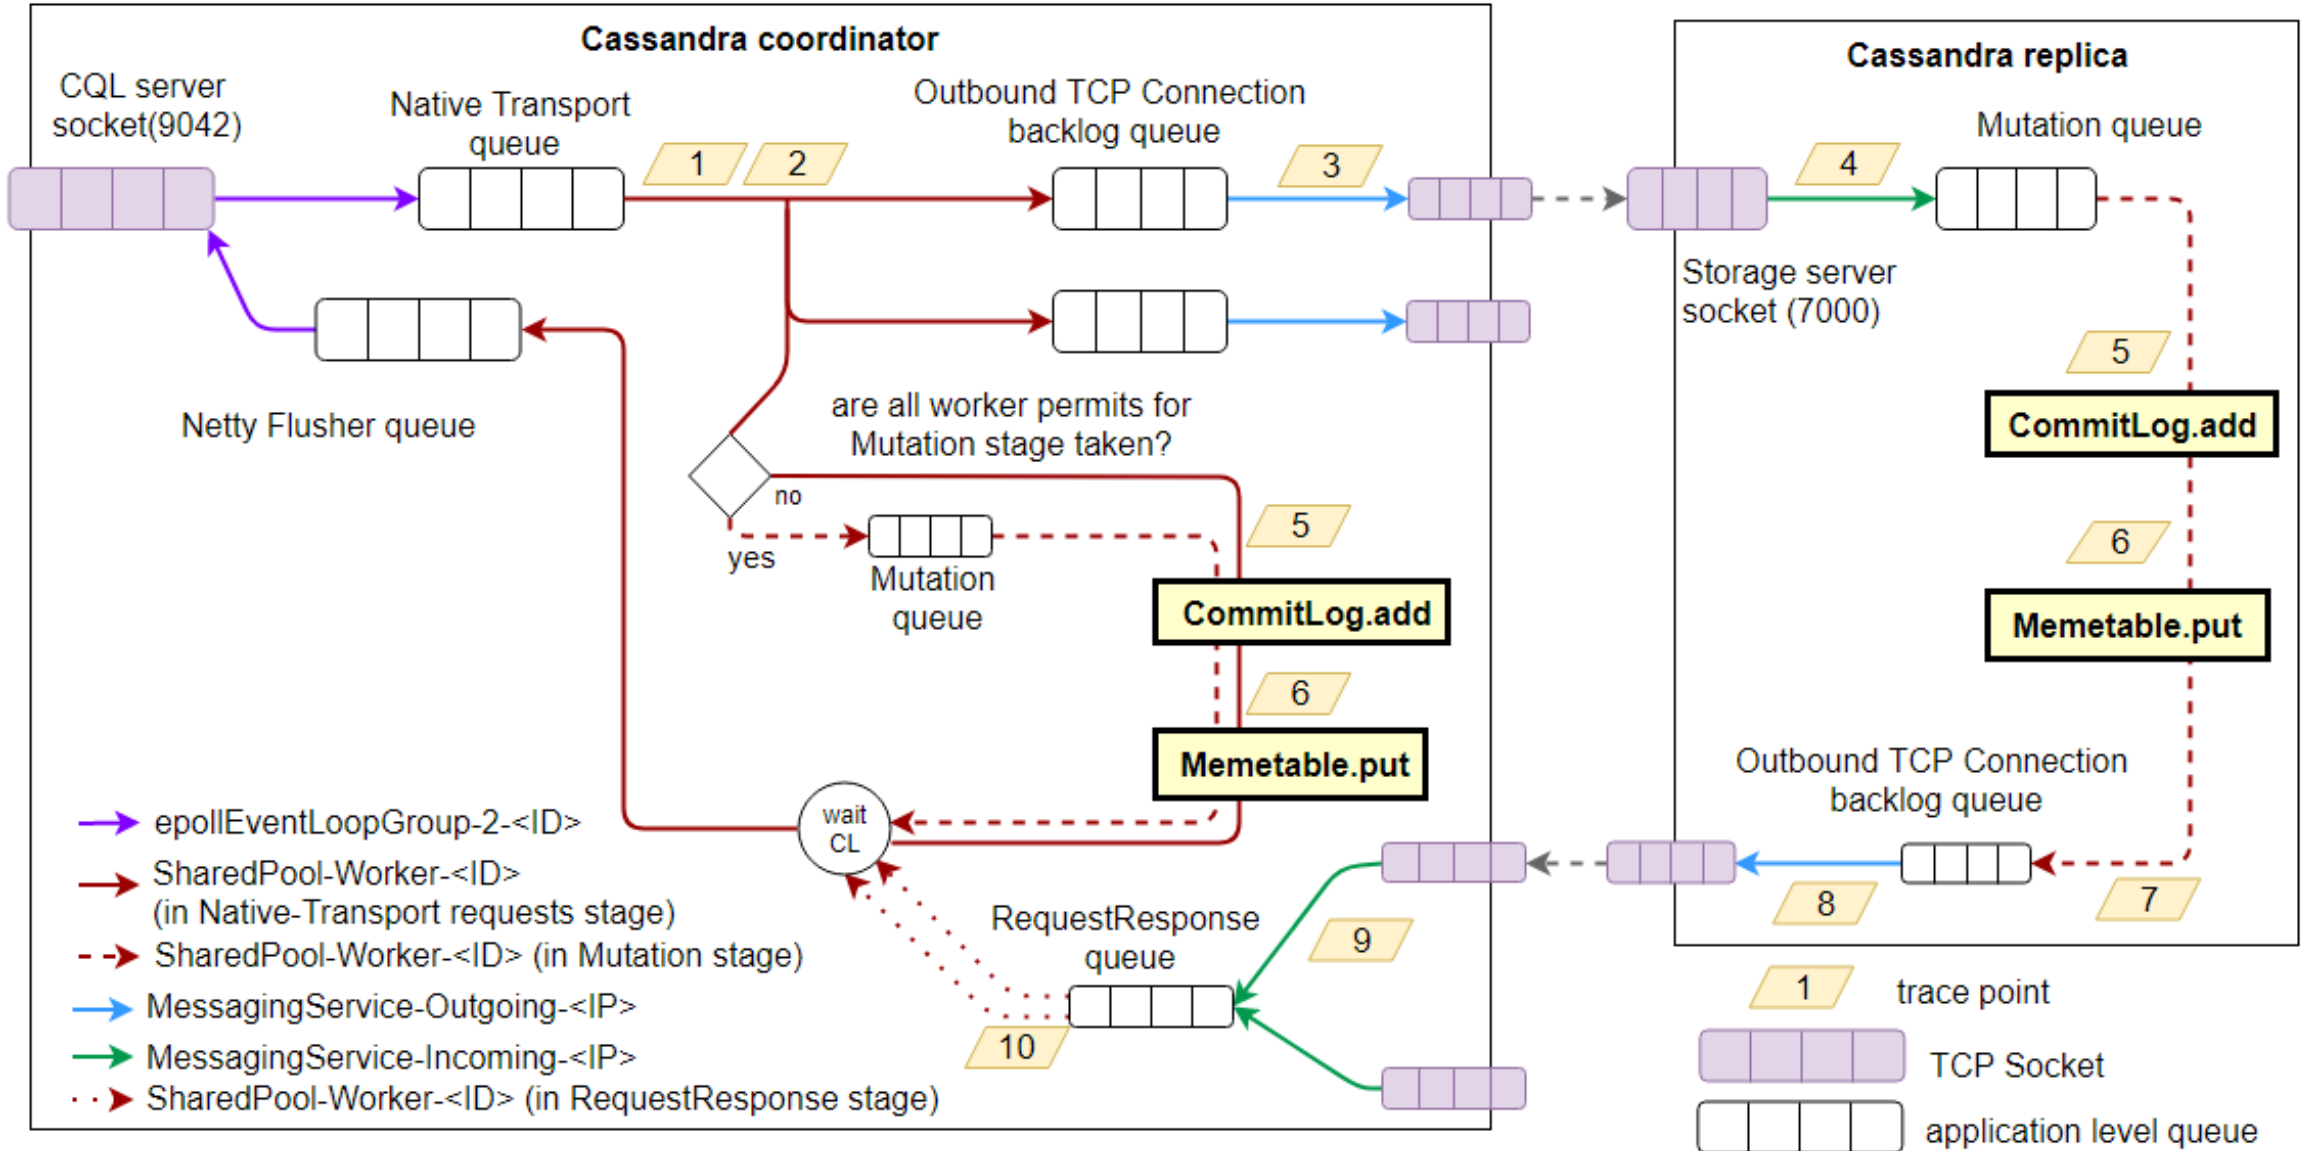 Cassandra coordinator
Cassandra replica
CQL server
socket(9042)
Native Transport
queue
Outbound TCP Connection
backlog queue
Mutation queue
1
2
3
4
Storage server
socket (7000)
Netty Flusher queue
are all worker permits for
Mutation stage taken?
no
yes
Mutation
queue
5
CommitLog.add
6
Memetable.put
5
CommitLog.add
6
Memetable.put
wait
CL
Outbound TCP Connection
backlog queue
7
8
RequestResponse
queue
9
10
epollEventLoopGroup-2-<ID>
SharedPool-Worker-<ID>
(in Native-Transport requests stage)
SharedPool-Worker-<ID> (in Mutation stage)
MessagingService-Outgoing-<IP>
MessagingService-Incoming-<IP>
SharedPool-Worker-<ID> (in RequestResponse stage)
1
trace point
TCP Socket
application level queue